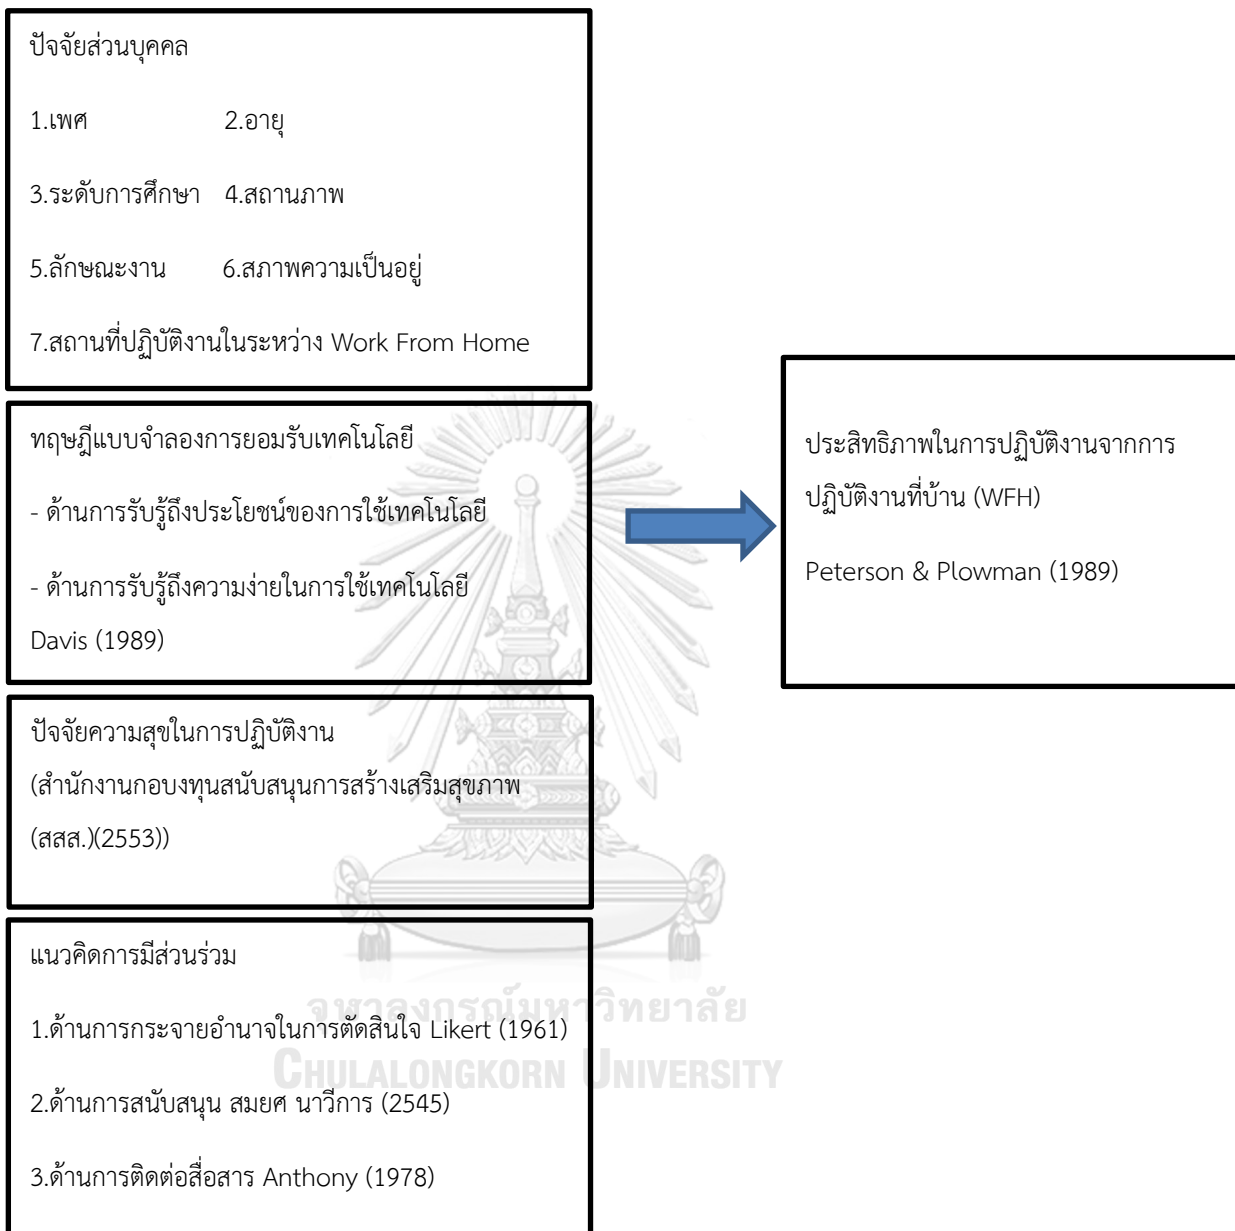 ปัจจัยส่วนบุคคล
1.เพศ 2.อายุ
3.ระดับการศึกษา 4.สถานภาพ
5.ลักษณะงาน 6.สภาพความเป็นอยู่
7.สถานที่ปฏิบัติงานในระหว่าง Work From Home
ทฤษฎีแบบจำลองการยอมรับเทคโนโลยี
- ด้านการรับรู้ถึงประโยชน์ของการใช้เทคโนโลยี
- ด้านการรับรู้ถึงความง่ายในการใช้เทคโนโลยี
Davis (1989)
ปัจจัยความสุขในการปฏิบัติงาน
(สำนักงานกอบงทุนสนับสนุนการสร้างเสริมสุขภาพ
(สสส.)(2553))
แนวคิดการมีส่วนร่วม
1.ด้านการกระจายอำนาจในการตัดสินใจ Likert (1961)
2.ด้านการสนับสนุน สมยศ นาวีการ (2545)
3.ด้านการติดต่อสื่อสาร Anthony (1978)
ประสิทธิภาพในการปฏิบัติงานจากการ
ปฏิบัติงานที่บ้าน (WFH)
Peterson & Plowman (1989)
จุฬาลงกรณ์มหาวิทยาลัย
CHULALONGKORN UNIVERSITY